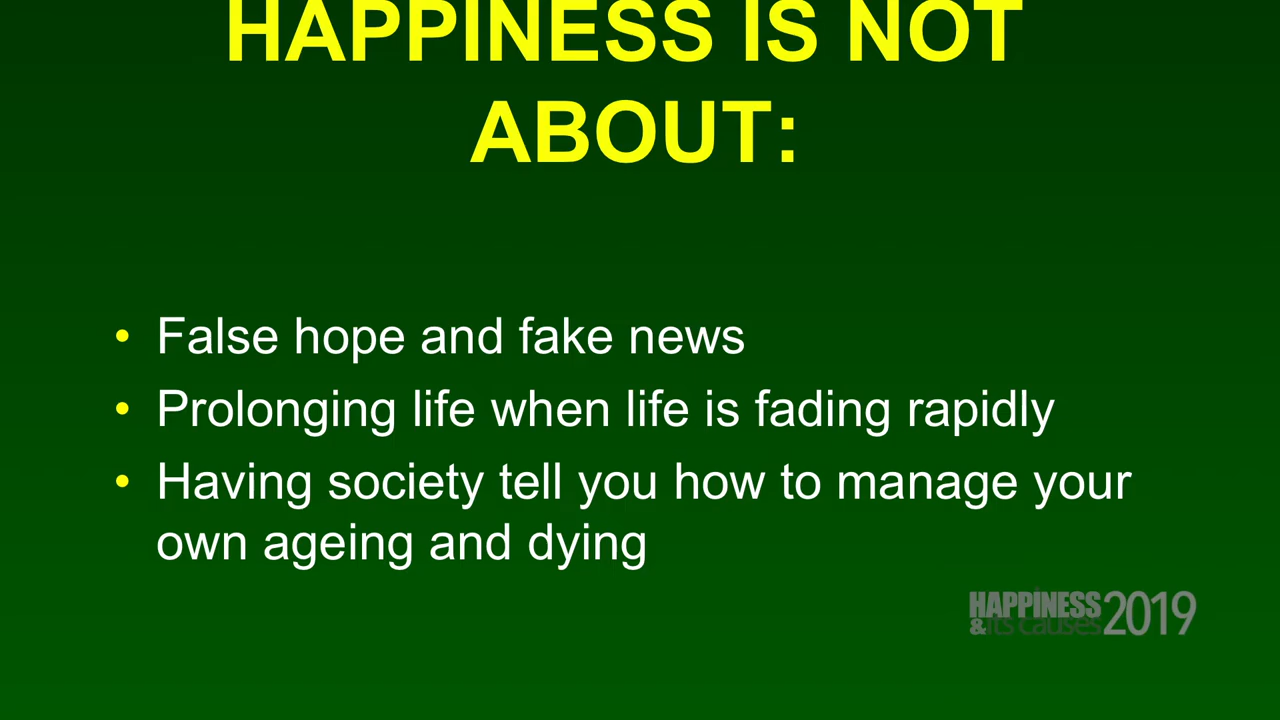 HAPPINESS IS NOT
ABOUT:
• False hope and fake news
• Prolonging life when life is fading rapidly
• Having society tell you how to manage your
own ageing and dying
HAPPINESS 2019
& its causes